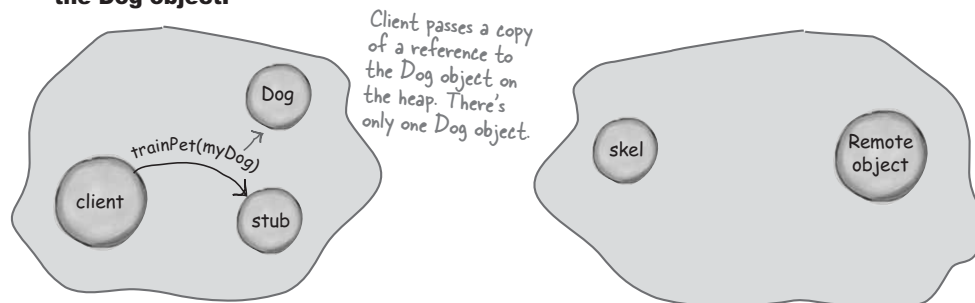 the Dog object.
Client passes a copy
of a reference to
the Dog object on
the heap. There's
only one Dog object.
Dog
trainPet(myDog)
client
stub
skel
Remote
object